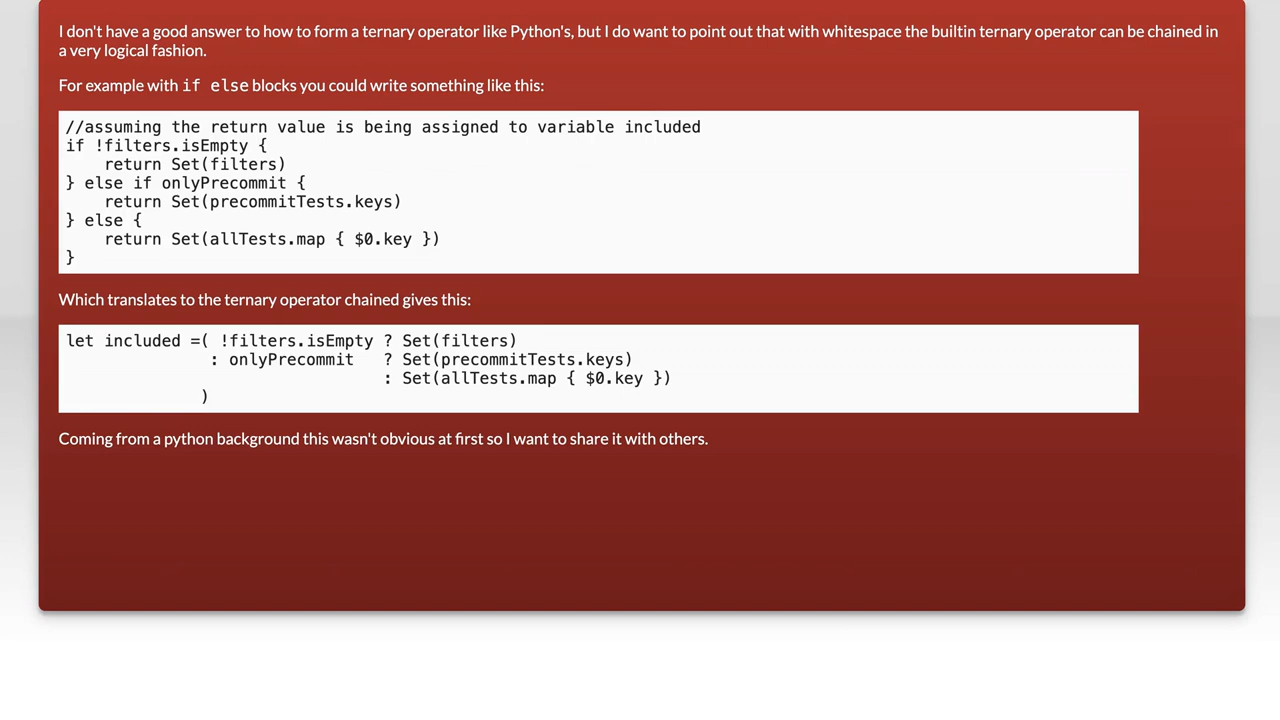 I don't have a good answer to how to form a ternary operator like Python's, but I do want to point out that with whitespace the builtin ternary operator can be chained in
a very logical fashion.
For example with if else blocks you could write something like this:
//assuming the return value is being assigned to variable included
if !filters.isEmpty {
    return Set(filters)
} else if onlyPrecommit {
    return Set(precommitTests.keys)
} else {
    return Set(allTests.map { $0.key })
}
Which translates to the ternary operator chained gives this:
let included =( !filters.isEmpty ? Set(filters)
               : onlyPrecommit   ? Set(precommitTests.keys)
                                 : Set(allTests.map { $0.key })
              )
Coming from a python background this wasn't obvious at first so I want to share it with others.